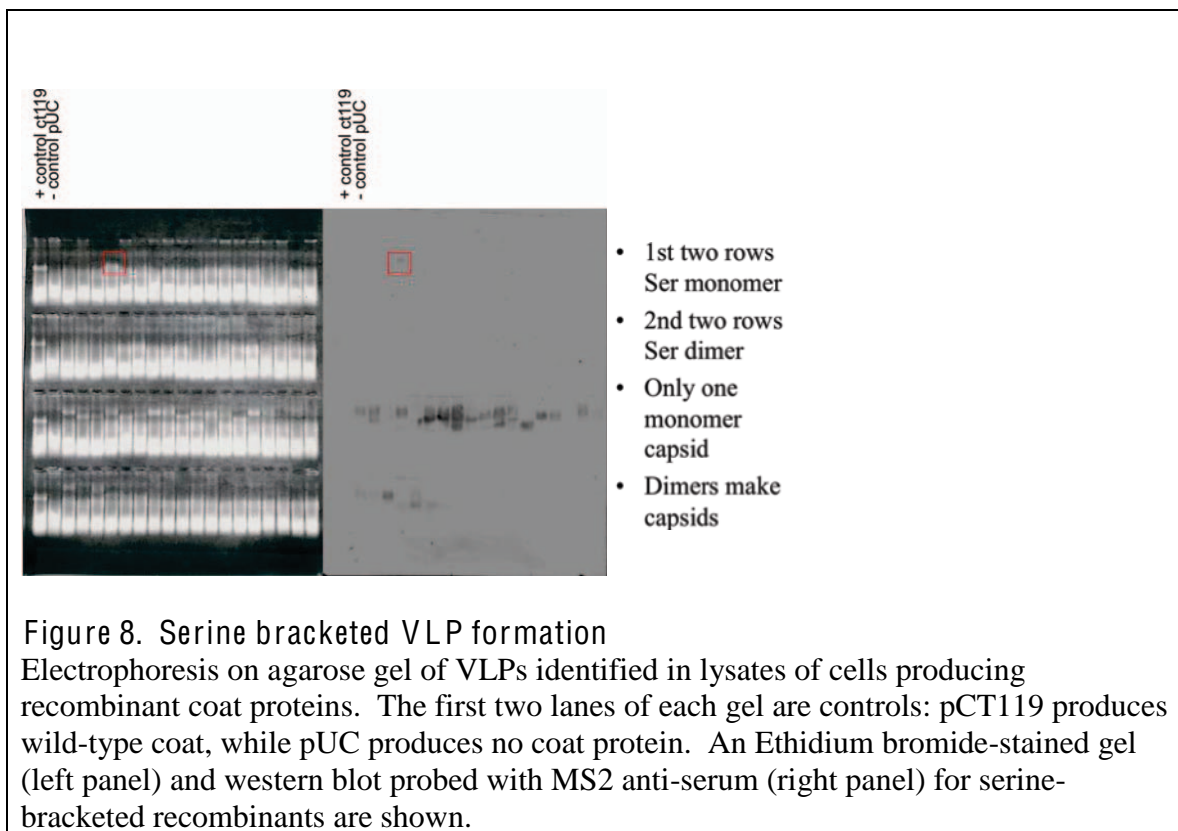 + control ct119
- control pUC
+ control ct119
- control pUC
• 1st two rows
Ser monomer
• 2nd two rows
Ser dimer
• Only one
monomer
capsid
• Dimers make
capsids
Figure 8. Serine bracketed VLP formation
Electrophoresis on agarose gel of VLPs identified in lysates of cells producing
recombinant coat proteins. The first two lanes of each gel are controls: pCT119 produces
wild-type coat, while pUC produces no coat protein. An Ethidium bromide-stained gel
(left panel) and western blot probed with MS2 anti-serum (right panel) for serine-
bracketed recombinants are shown.